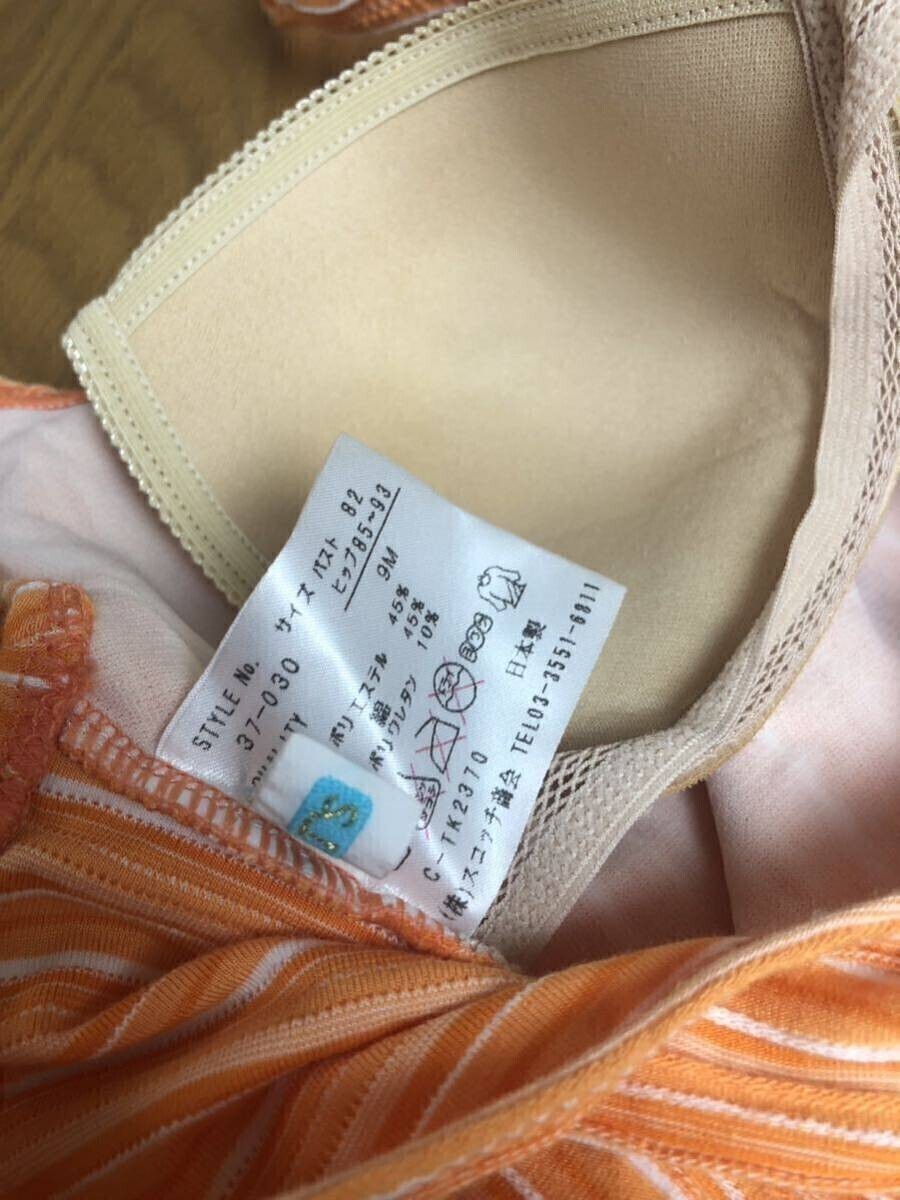 STYLE No.
37-030
サイズ バスト 82
ヒップ85~93
9M
ポリエステル 45%
綿 45%
ポリウレタン 10%
日本製
C-TK2370
(株)スコッチ商会 TEL03-3551-6811